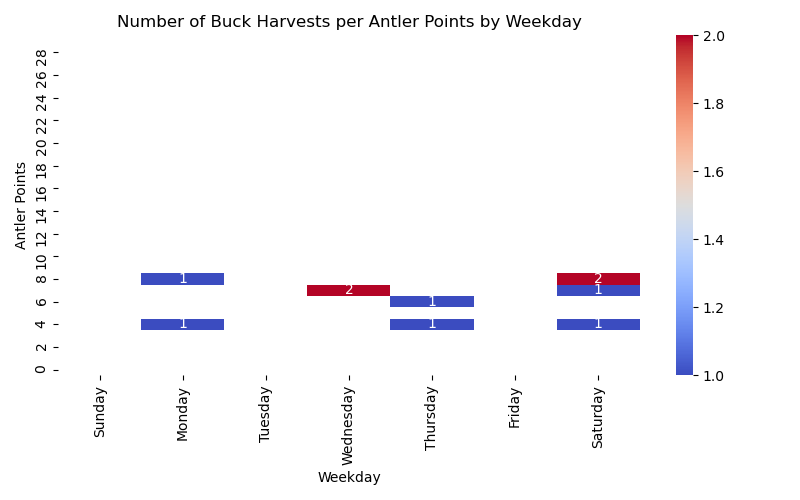 Number of Buck Harvests per Antler Points by Weekday
Antler Points
28
26
24
22
20
18
16
14
12
10
8
6
4
2
0
1
2
2
1
1
1
1
1
Sunday
Monday
Tuesday
Wednesday
Thursday
Friday
Saturday
Weekday
2.0
1.8
1.6
1.4
1.2
1.0